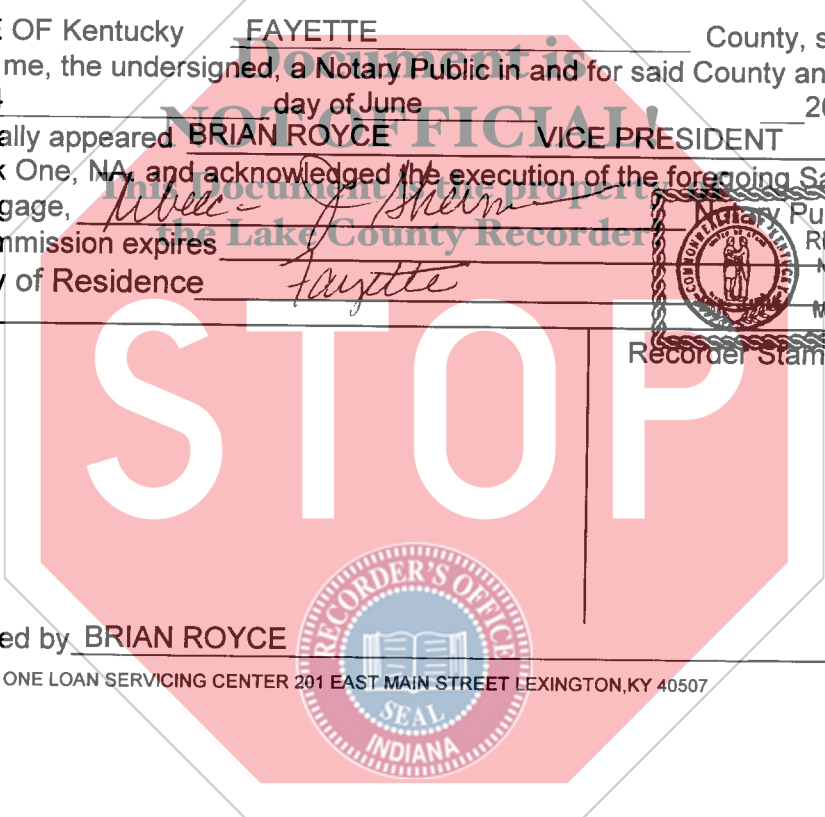 E OF Kentucky FAYETTE County, s
Document is
me, the undersigned, a Notary Public in and for said County an
4 day of June 20
NOT OFFICIAL!
ally appeared BRIAN ROYCE VICE PRESIDENT
k One, NA, and acknowledged the execution of the foregoing Sa
This Document is the property
gage, Notary Pu
the Lake County Recorder!
mmission expires
y of Residence Fayette
COMMONWEALTH OF KENTUCKY
Recorder Stam
STOP
RECORDER'S OFFICE
SEAL
INDIANA
ed by BRIAN ROYCE
ONE LOAN SERVICING CENTER 201 EAST MAIN STREET LEXINGTON,KY 40507